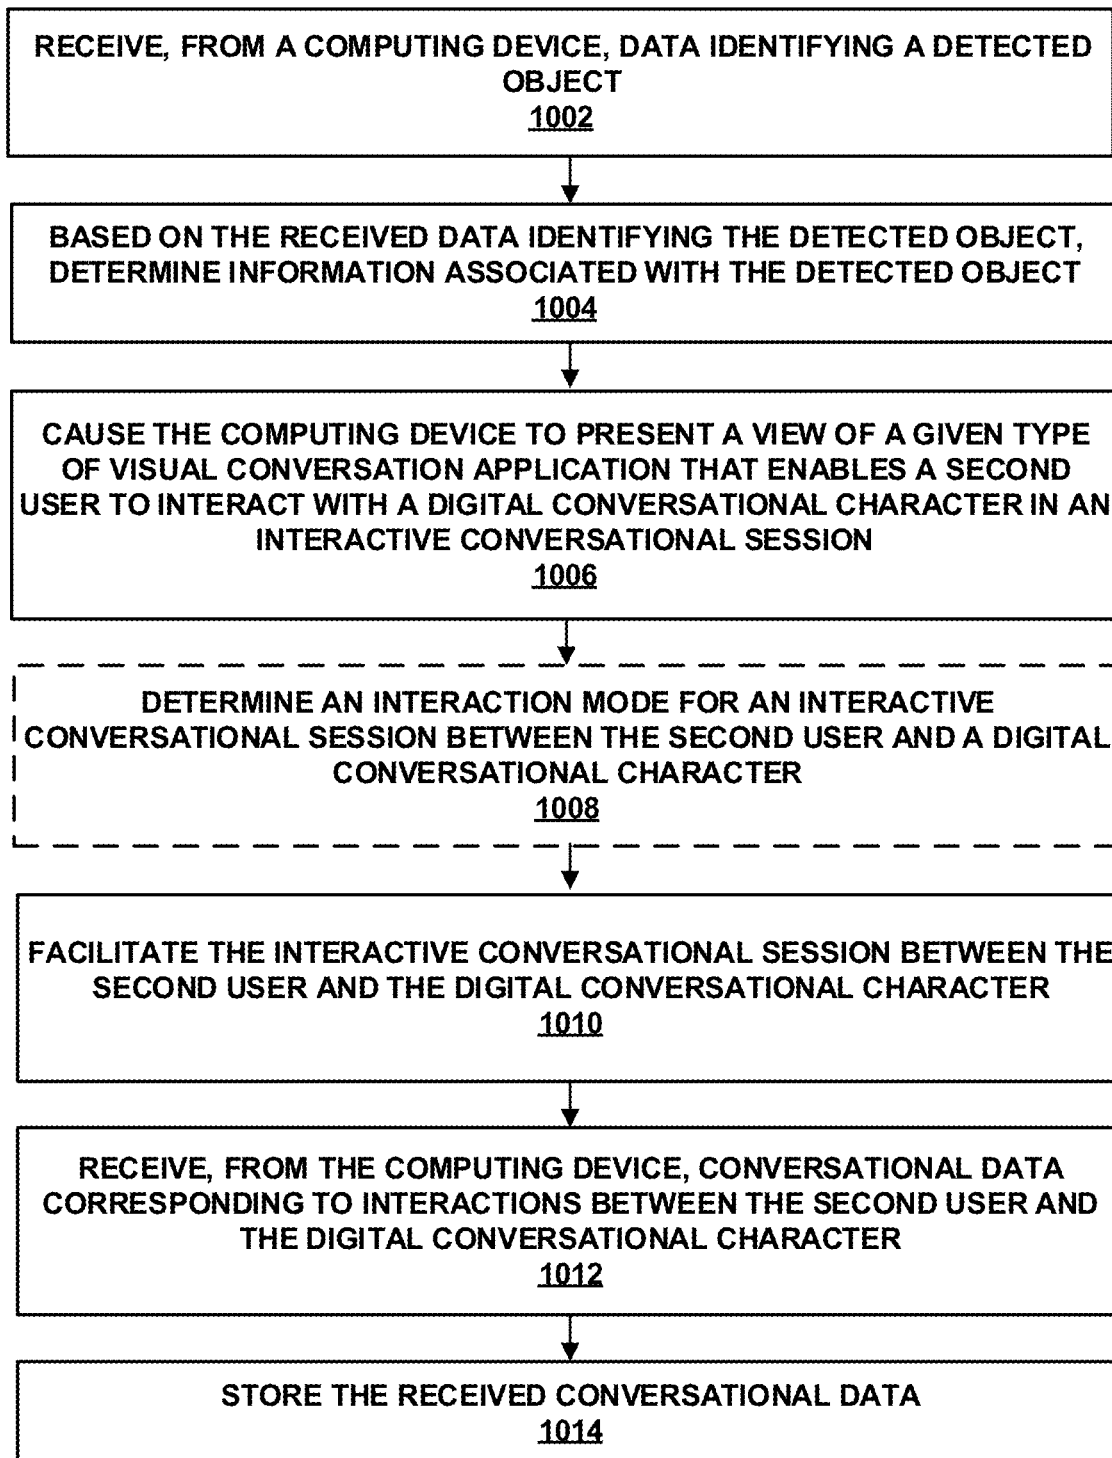 RECEIVE, FROM A COMPUTING DEVICE, DATA IDENTIFYING A DETECTED
OBJECT
1002
BASED ON THE RECEIVED DATA IDENTIFYING THE DETECTED OBJECT,
DETERMINE INFORMATION ASSOCIATED WITH THE DETECTED OBJECT
1004
CAUSE THE COMPUTING DEVICE TO PRESENT A VIEW OF A GIVEN TYPE
OF VISUAL CONVERSATION APPLICATION THAT ENABLES A SECOND
USER TO INTERACT WITH A DIGITAL CONVERSATIONAL CHARACTER IN AN
INTERACTIVE CONVERSATIONAL SESSION
1006
DETERMINE AN INTERACTION MODE FOR AN INTERACTIVE
CONVERSATIONAL SESSION BETWEEN THE SECOND USER AND A DIGITAL
CONVERSATIONAL CHARACTER
1008
FACILITATE THE INTERACTIVE CONVERSATIONAL SESSION BETWEEN THE
SECOND USER AND THE DIGITAL CONVERSATIONAL CHARACTER
1010
RECEIVE, FROM THE COMPUTING DEVICE, CONVERSATIONAL DATA
CORRESPONDING TO INTERACTIONS BETWEEN THE SECOND USER AND
THE DIGITAL CONVERSATIONAL CHARACTER
1012
STORE THE RECEIVED CONVERSATIONAL DATA
1014